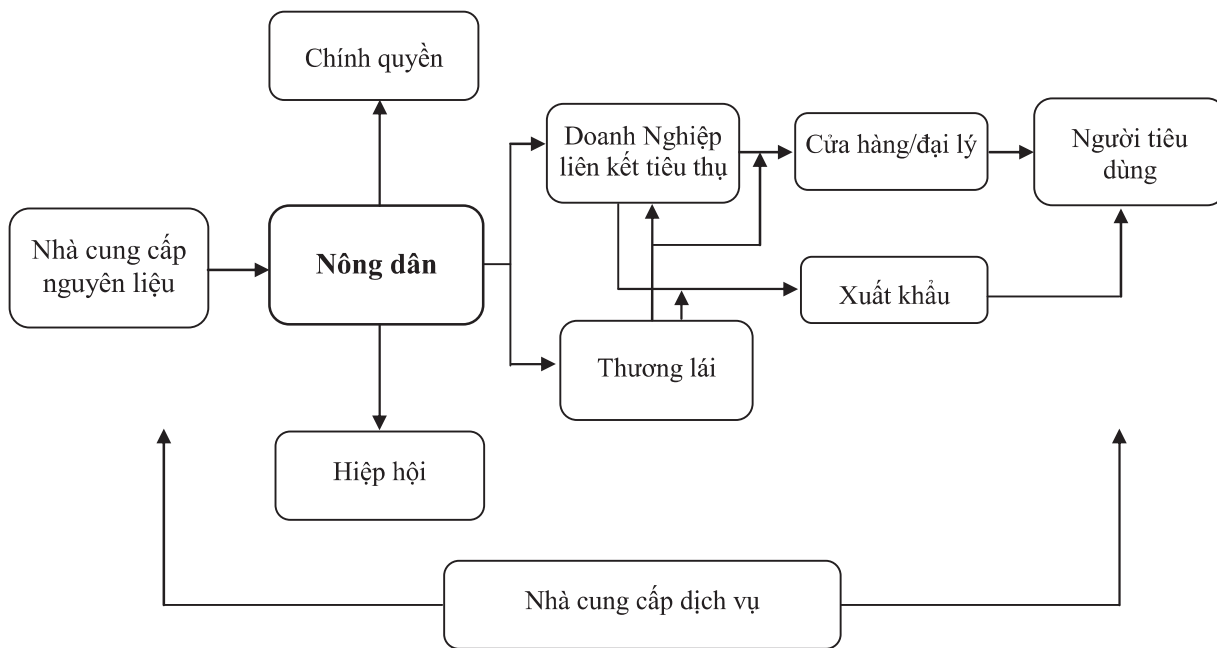 Chính quyền
Doanh Nghiệp
liên kết tiêu thụ
Cửa hàng/đại lý
Người tiêu
dùng
Nhà cung cấp
nguyên liệu
Nông dân
Xuất khẩu
Thương lái
Hiệp hội
Nhà cung cấp dịch vụ